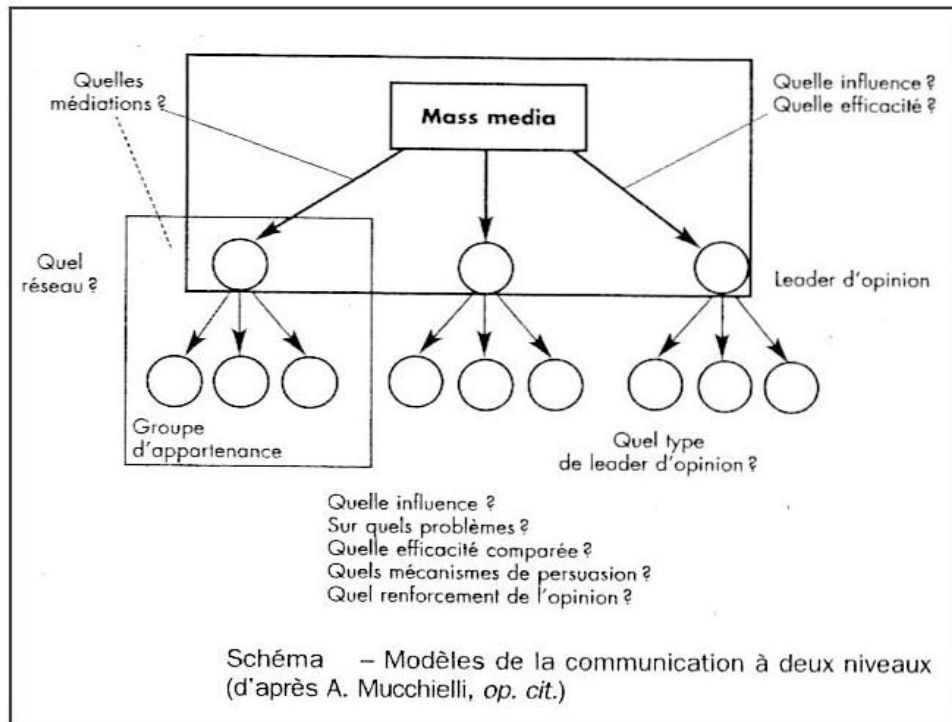 Quelles
médiations ?
Mass media
Quelle influence ?
Quelle efficacité ?
Quel
réseau ?
Leader d'opinion
Groupe
d'appartenance
Quel type
de leader d'opinion ?
Quelle influence ?
Sur quels problèmes ?
Quelle efficacité comparée ?
Quels mécanismes de persuasion ?
Quel renforcement de l'opinion ?
Schéma – Modèles de la communication à deux niveaux
(d'après A. Mucchielli, op. cit.)